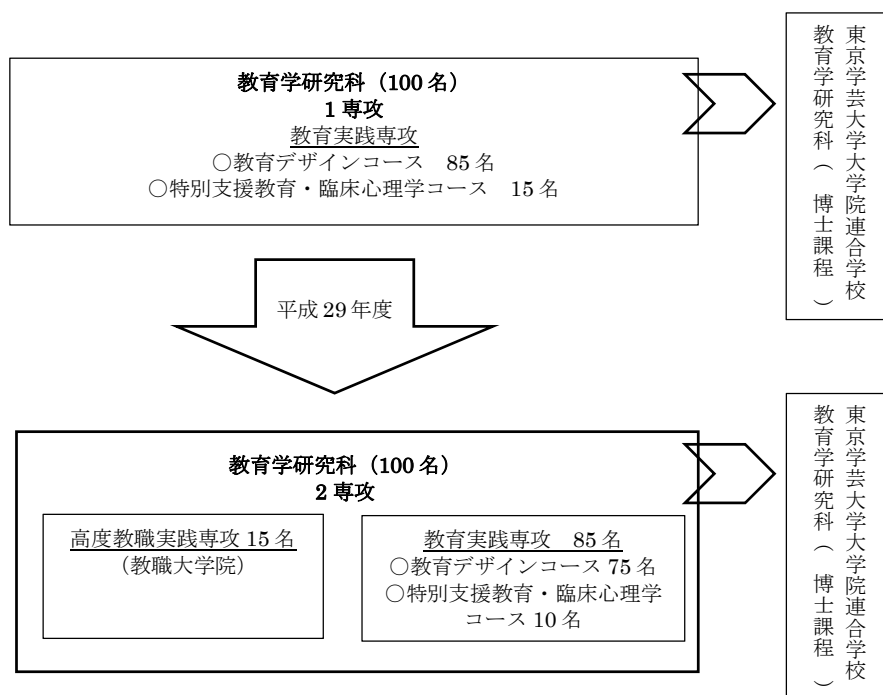 教育学研究科（100名）
1専攻
教育実践専攻
○教育デザインコース　85名
○特別支援教育・臨床心理学コース　15名
東京学芸大学大学院連合学校
教育学研究科（博士課程）
平成29年度
教育学研究科（100名）
2専攻
高度教職実践専攻15名
（教職大学院）
教育実践専攻　85名
○教育デザインコース75名
○特別支援教育・臨床心理学
コース10名
東京学芸大学大学院連合学校
教育学研究科（博士課程）